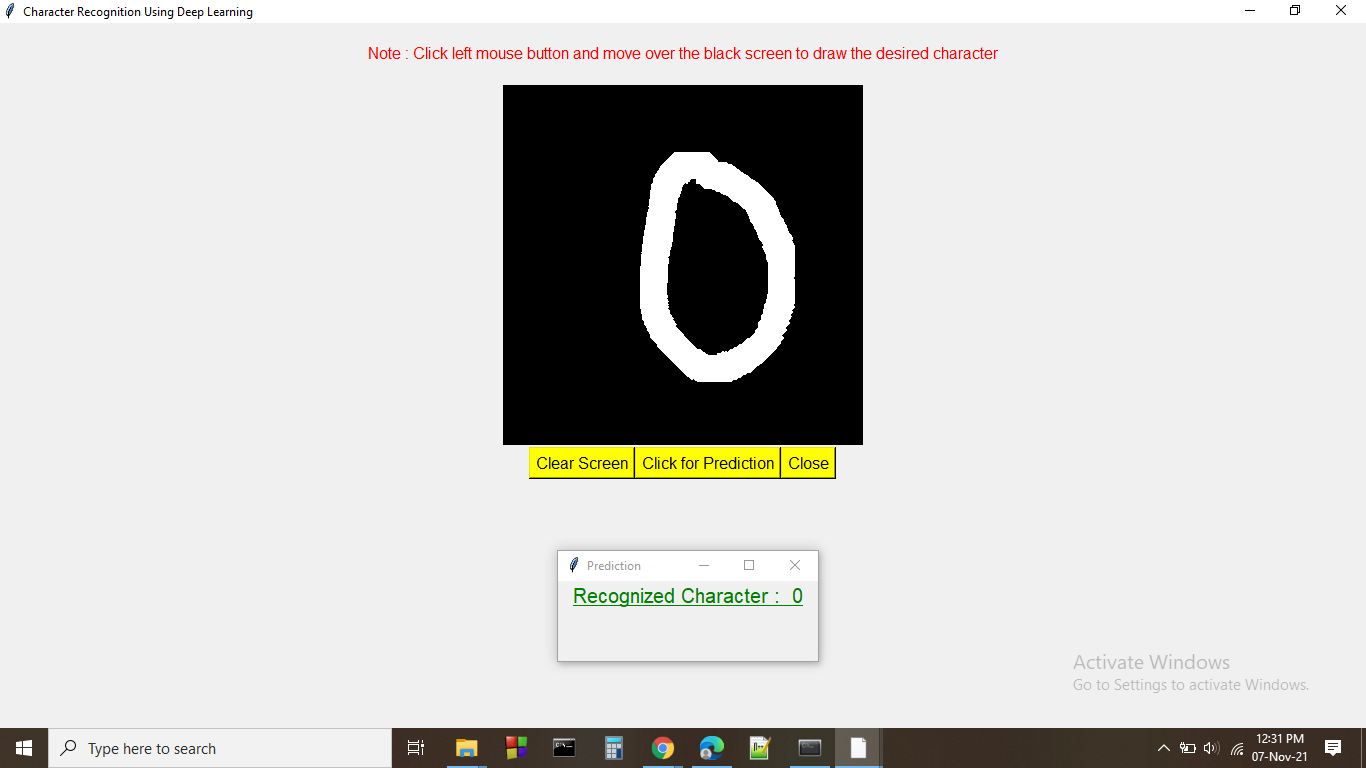 Character Recognition Using Deep Learning
Note : Click left mouse button and move over the black screen to draw the desired character
0
Clear Screen Click for Prediction Close
Prediction
Recognized Character : 0
Activate Windows
Go to Settings to activate Windows.
Type here to search
12:31 PM
07-Nov-21